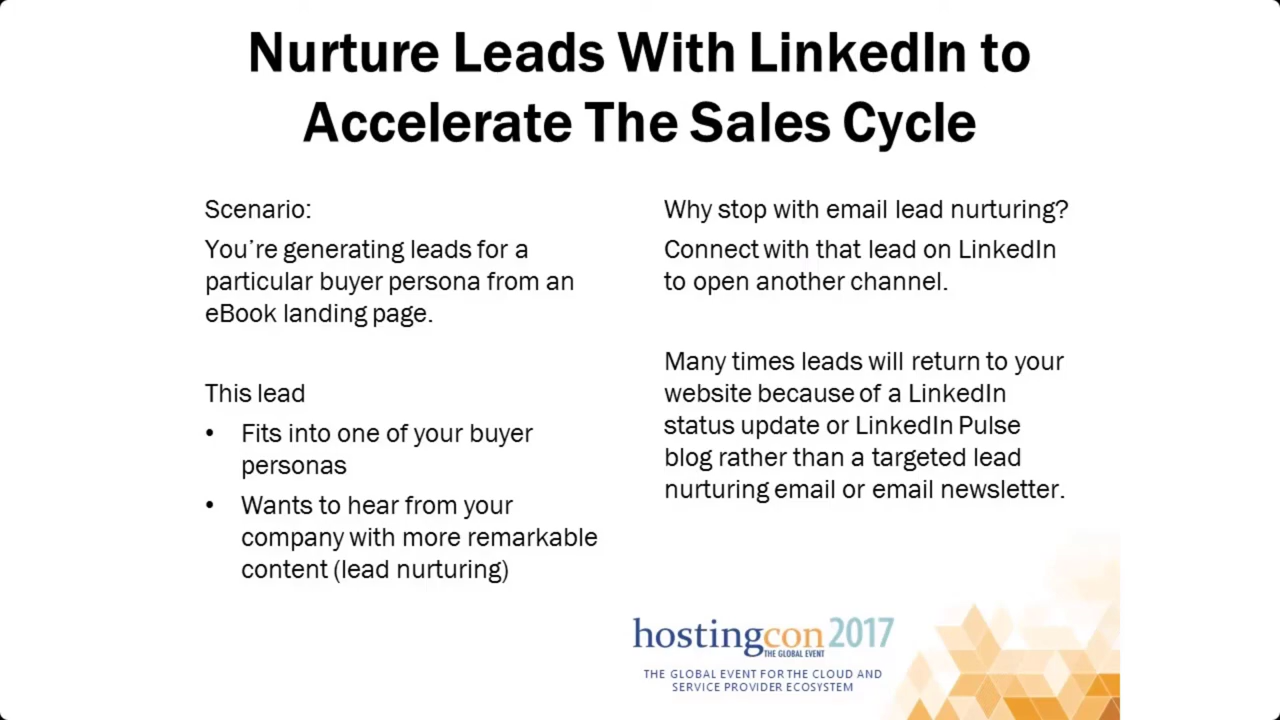 Nurture Leads With LinkedIn to
Accelerate The Sales Cycle
Scenario:
You're generating leads for a
particular buyer persona from an
eBook landing page.
This lead
• Fits into one of your buyer
personas
• Wants to hear from your
company with more remarkable
content (lead nurturing)
Why stop with email lead nurturing?
Connect with that lead on LinkedIn
to open another channel.
Many times leads will return to your
website because of a LinkedIn
status update or LinkedIn Pulse
blog rather than a targeted lead
nurturing email or email newsletter.
hostingcon 2017
THE GLOBAL EVENT
THE GLOBAL EVENT FOR THE CLOUD AND
SERVICE PROVIDER ECOSYSTEM